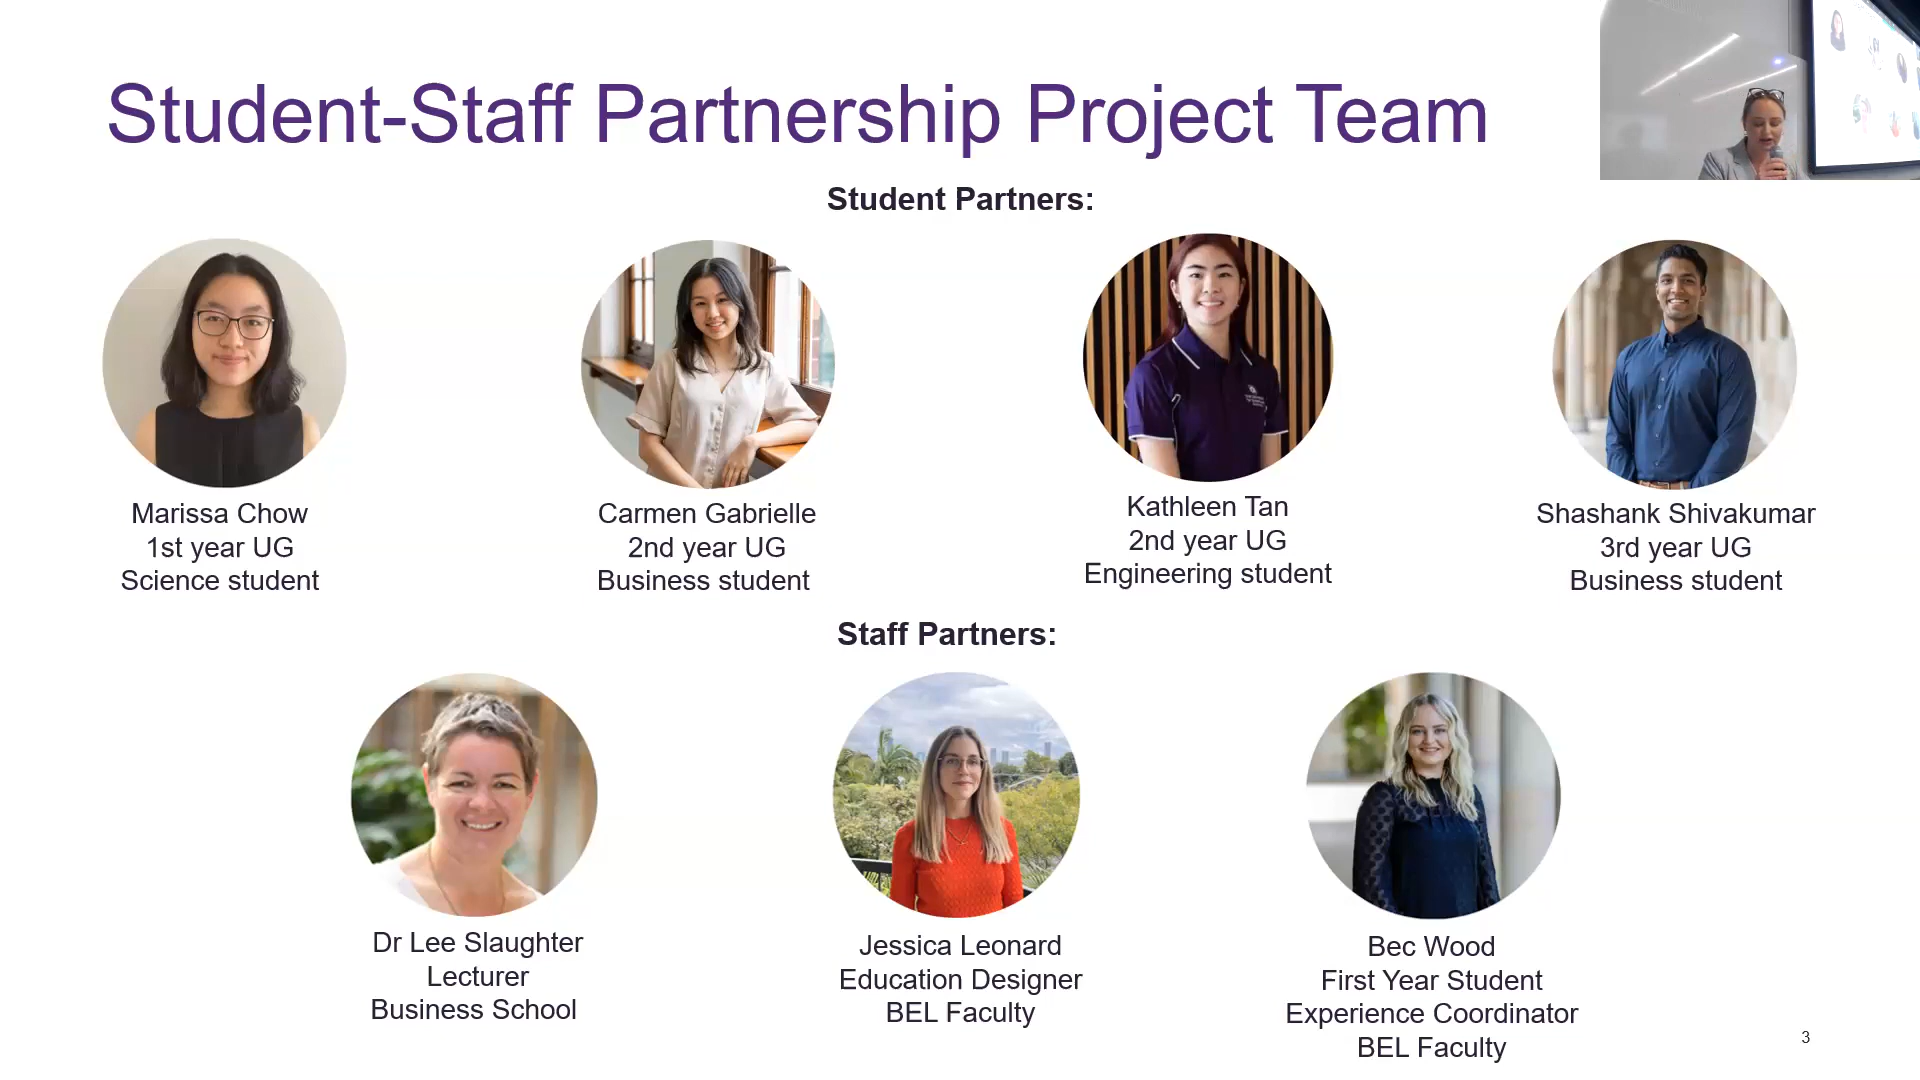 Student-Staff Partnership Project Team
Student Partners:
Marissa Chow
1st year UG
Science student
Carmen Gabrielle
2nd year UG
Business student
Kathleen Tan
2nd year UG
Engineering student
Shashank Shivakumar
3rd year UG
Business student
Staff Partners:
Dr Lee Slaughter
Lecturer
Business School
Jessica Leonard
Education Designer
BEL Faculty
Bec Wood
First Year Student
Experience Coordinator
BEL Faculty
3